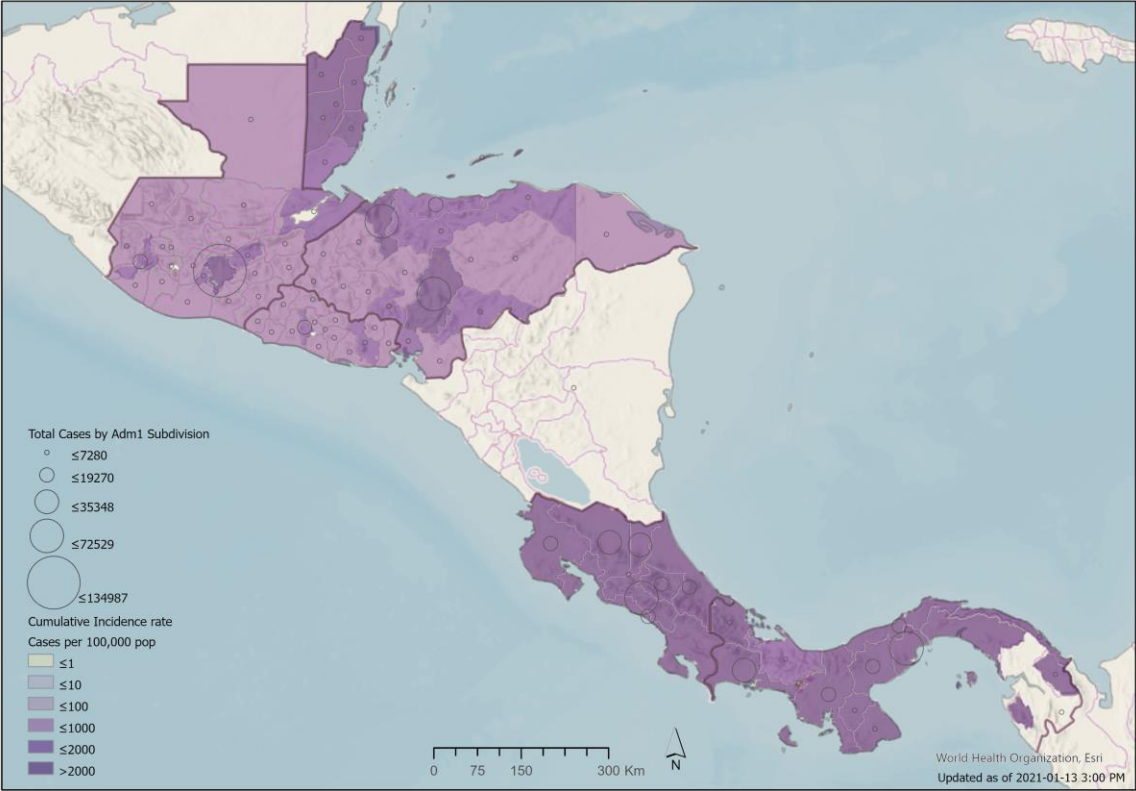 Total Cases by Adm1 Subdivision
≤7280
≤19270
≤35348
≤72529
≤134987
Cumulative Incidence rate
Cases per 100,000 pop
≤1
≤10
≤100
≤1000
≤2000
>2000
0 75 150 300 Km
N
World Health Organization, Esri
Updated as of 2021-01-13 3:00 PM